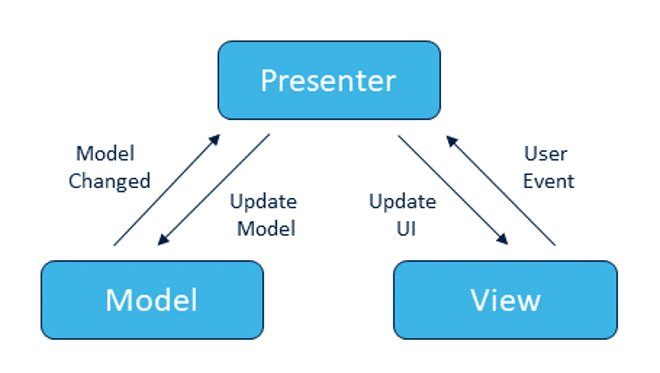 Presenter
Model
Changed
User
Event
Update
Model
Update
UI
Model
View